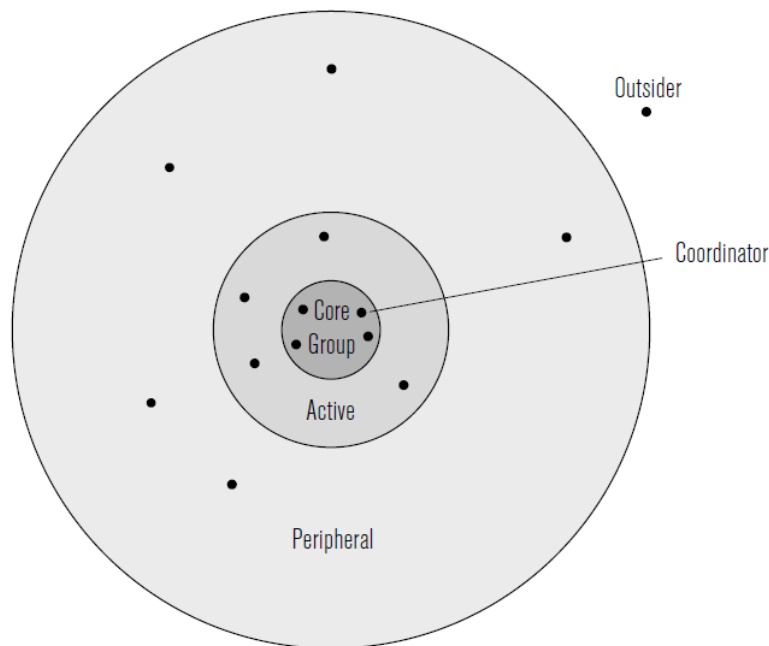 Outsider
Coordinator
Core
Group
Active
Peripheral